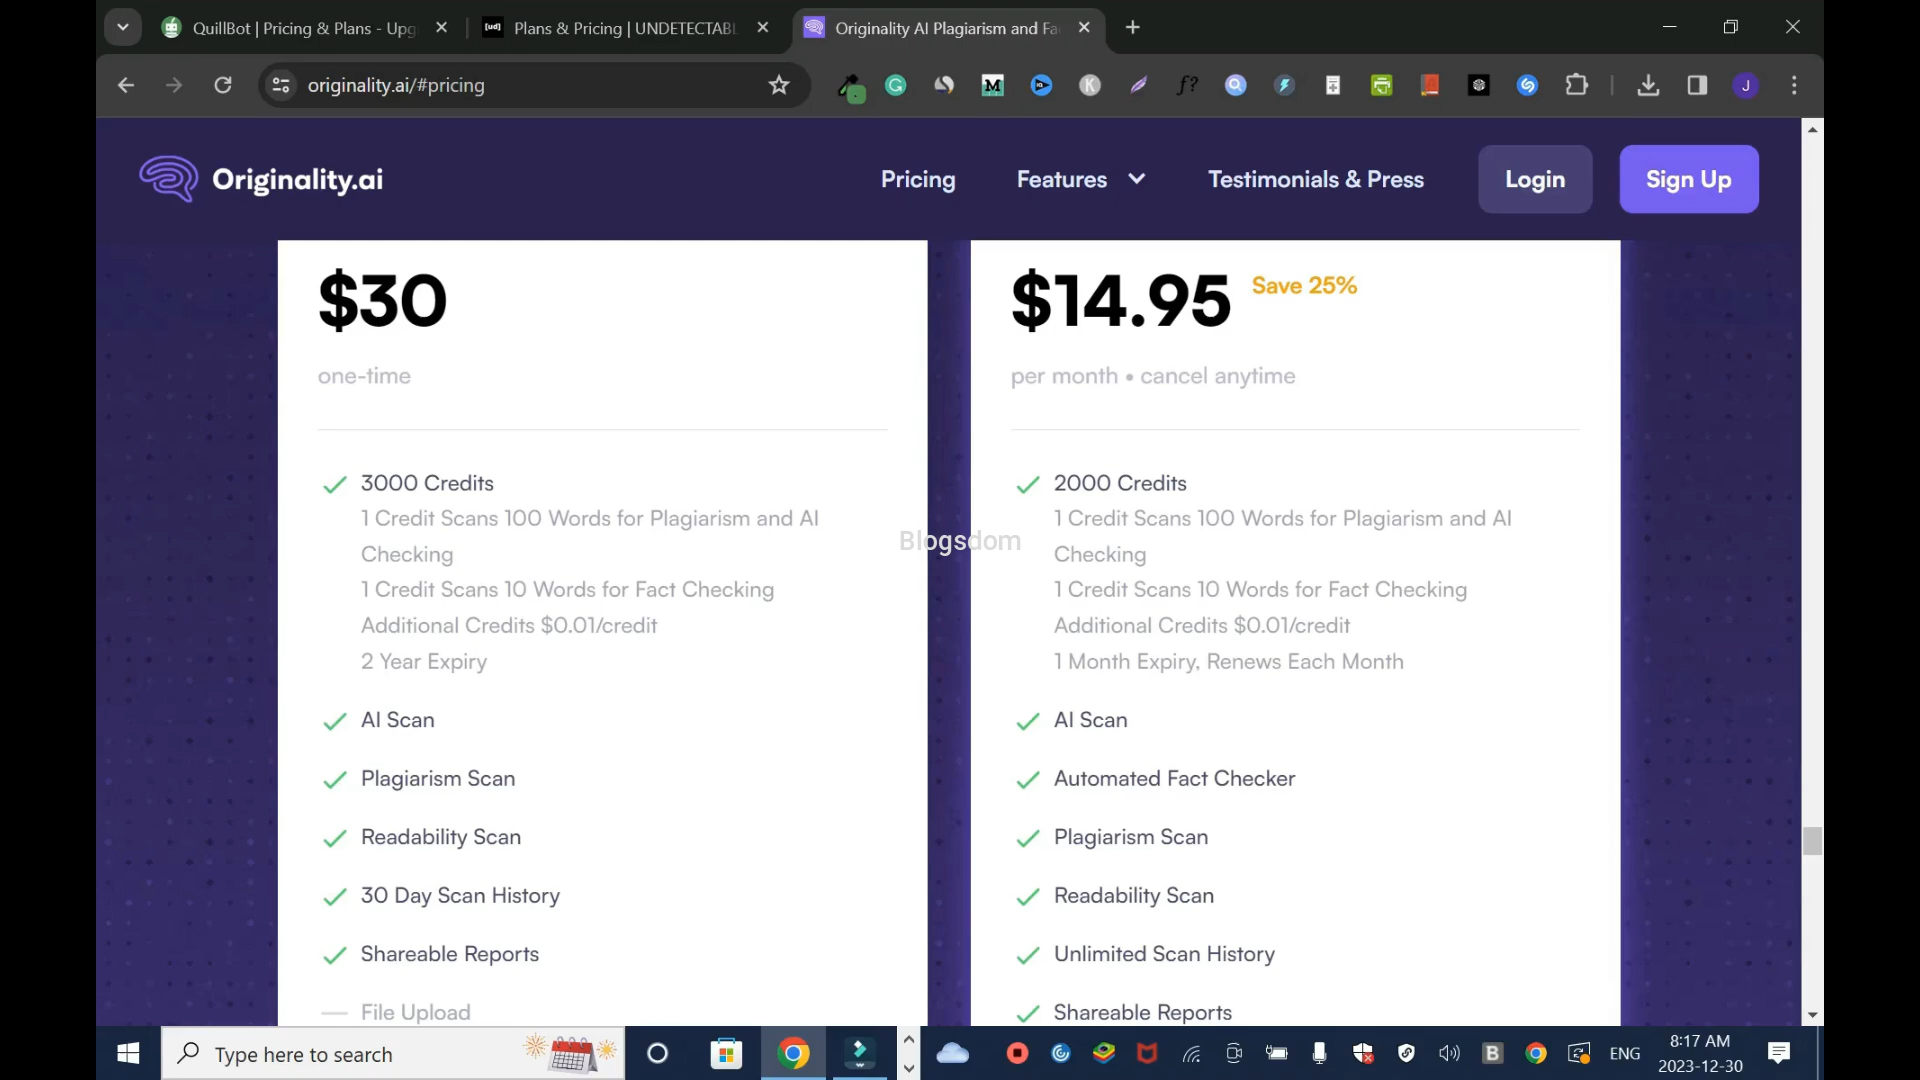 QuillBot | Pricing & Plans - Upg
[ud] Plans & Pricing | UNDETECTABL
Originality AI Plagiarism and Fa
originality.ai/#pricing
Originality.ai
Pricing
Features
Testimonials & Press
Login
Sign Up
$30
one-time
3000 Credits
1 Credit Scans 100 Words for Plagiarism and AI
Checking
1 Credit Scans 10 Words for Fact Checking
Additional Credits $0.01/credit
2 Year Expiry
AI Scan
Plagiarism Scan
Readability Scan
30 Day Scan History
Shareable Reports
File Upload
$14.95 Save 25%
per month • cancel anytime
2000 Credits
1 Credit Scans 100 Words for Plagiarism and AI
Checking
1 Credit Scans 10 Words for Fact Checking
Additional Credits $0.01/credit
1 Month Expiry, Renews Each Month
AI Scan
Automated Fact Checker
Plagiarism Scan
Readability Scan
Unlimited Scan History
Shareable Reports
Blogsdom
Type here to search
ENG
8:17 AM
2023-12-30